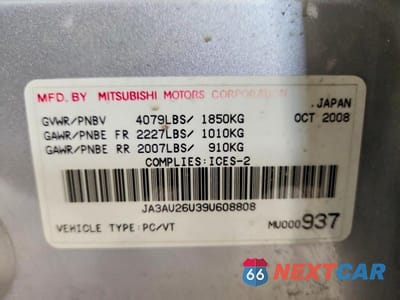 MFD. BY MITSUBISHI MOTORS CORPORATION
JAPAN
GVWR/PNBV 4079LBS/ 1850KG OCT 2008
GAWR/PNBE FR 2227LBS/ 1010KG
GAWR/PNBE RR 2007LBS/ 910KG
COMPLIES:ICES-2
JA3AU26U39U608808
VEHICLE TYPE:PC/VT MU000937
66 NEXTCAR